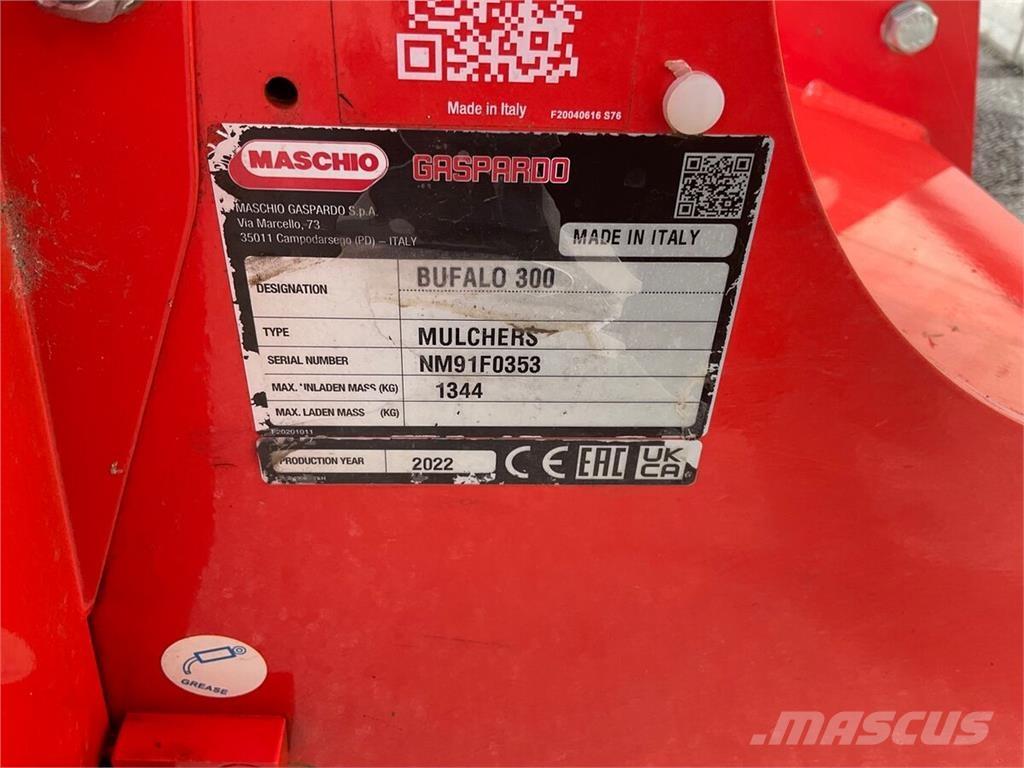 Made in Italy
F20040616 S76
MASCHIO GASPARDO
MASCHIO GASPARDO S.p.A.
Via Marcello, 73
35011 Campodarsego (PD) – ITALY
MADE IN ITALY
DESIGNATION BUFALO 300
TYPE MULCHERS
SERIAL NUMBER NM91F0353
MAX. UNLADEN MASS (KG) 1344
MAX. LADEN MASS (KG)
F20201011
PRODUCTION YEAR 2022 CE EAC UKCA
GREASE
MASCUS